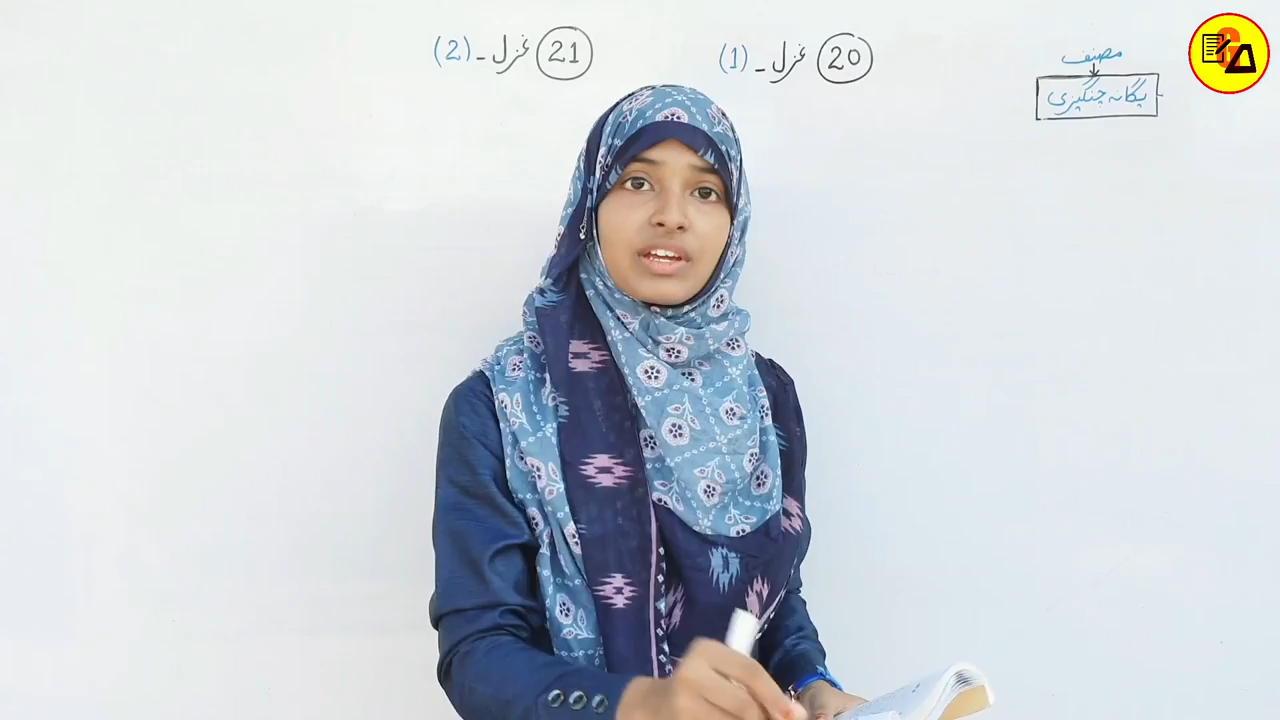 مصنف
یگانہ چنگیزی
20 غزل - (1)
21 غزل - (2)